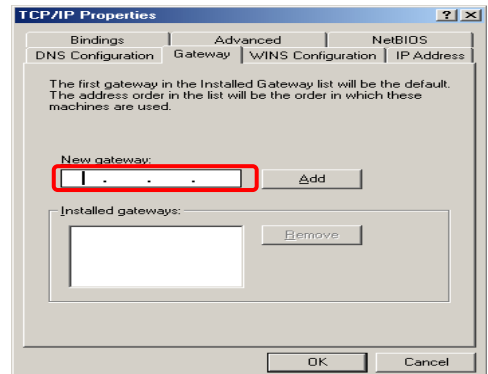 TCP/IP Properties
Bindings Advanced NetBIOS
DNS Configuration Gateway WINS Configuration IP Address
The first gateway in the Installed Gateway list will be the default.
The address order in the list will be the order in which these
machines are used.
New gateway:
. . .
Add
Installed gateways:
Remove
OK Cancel